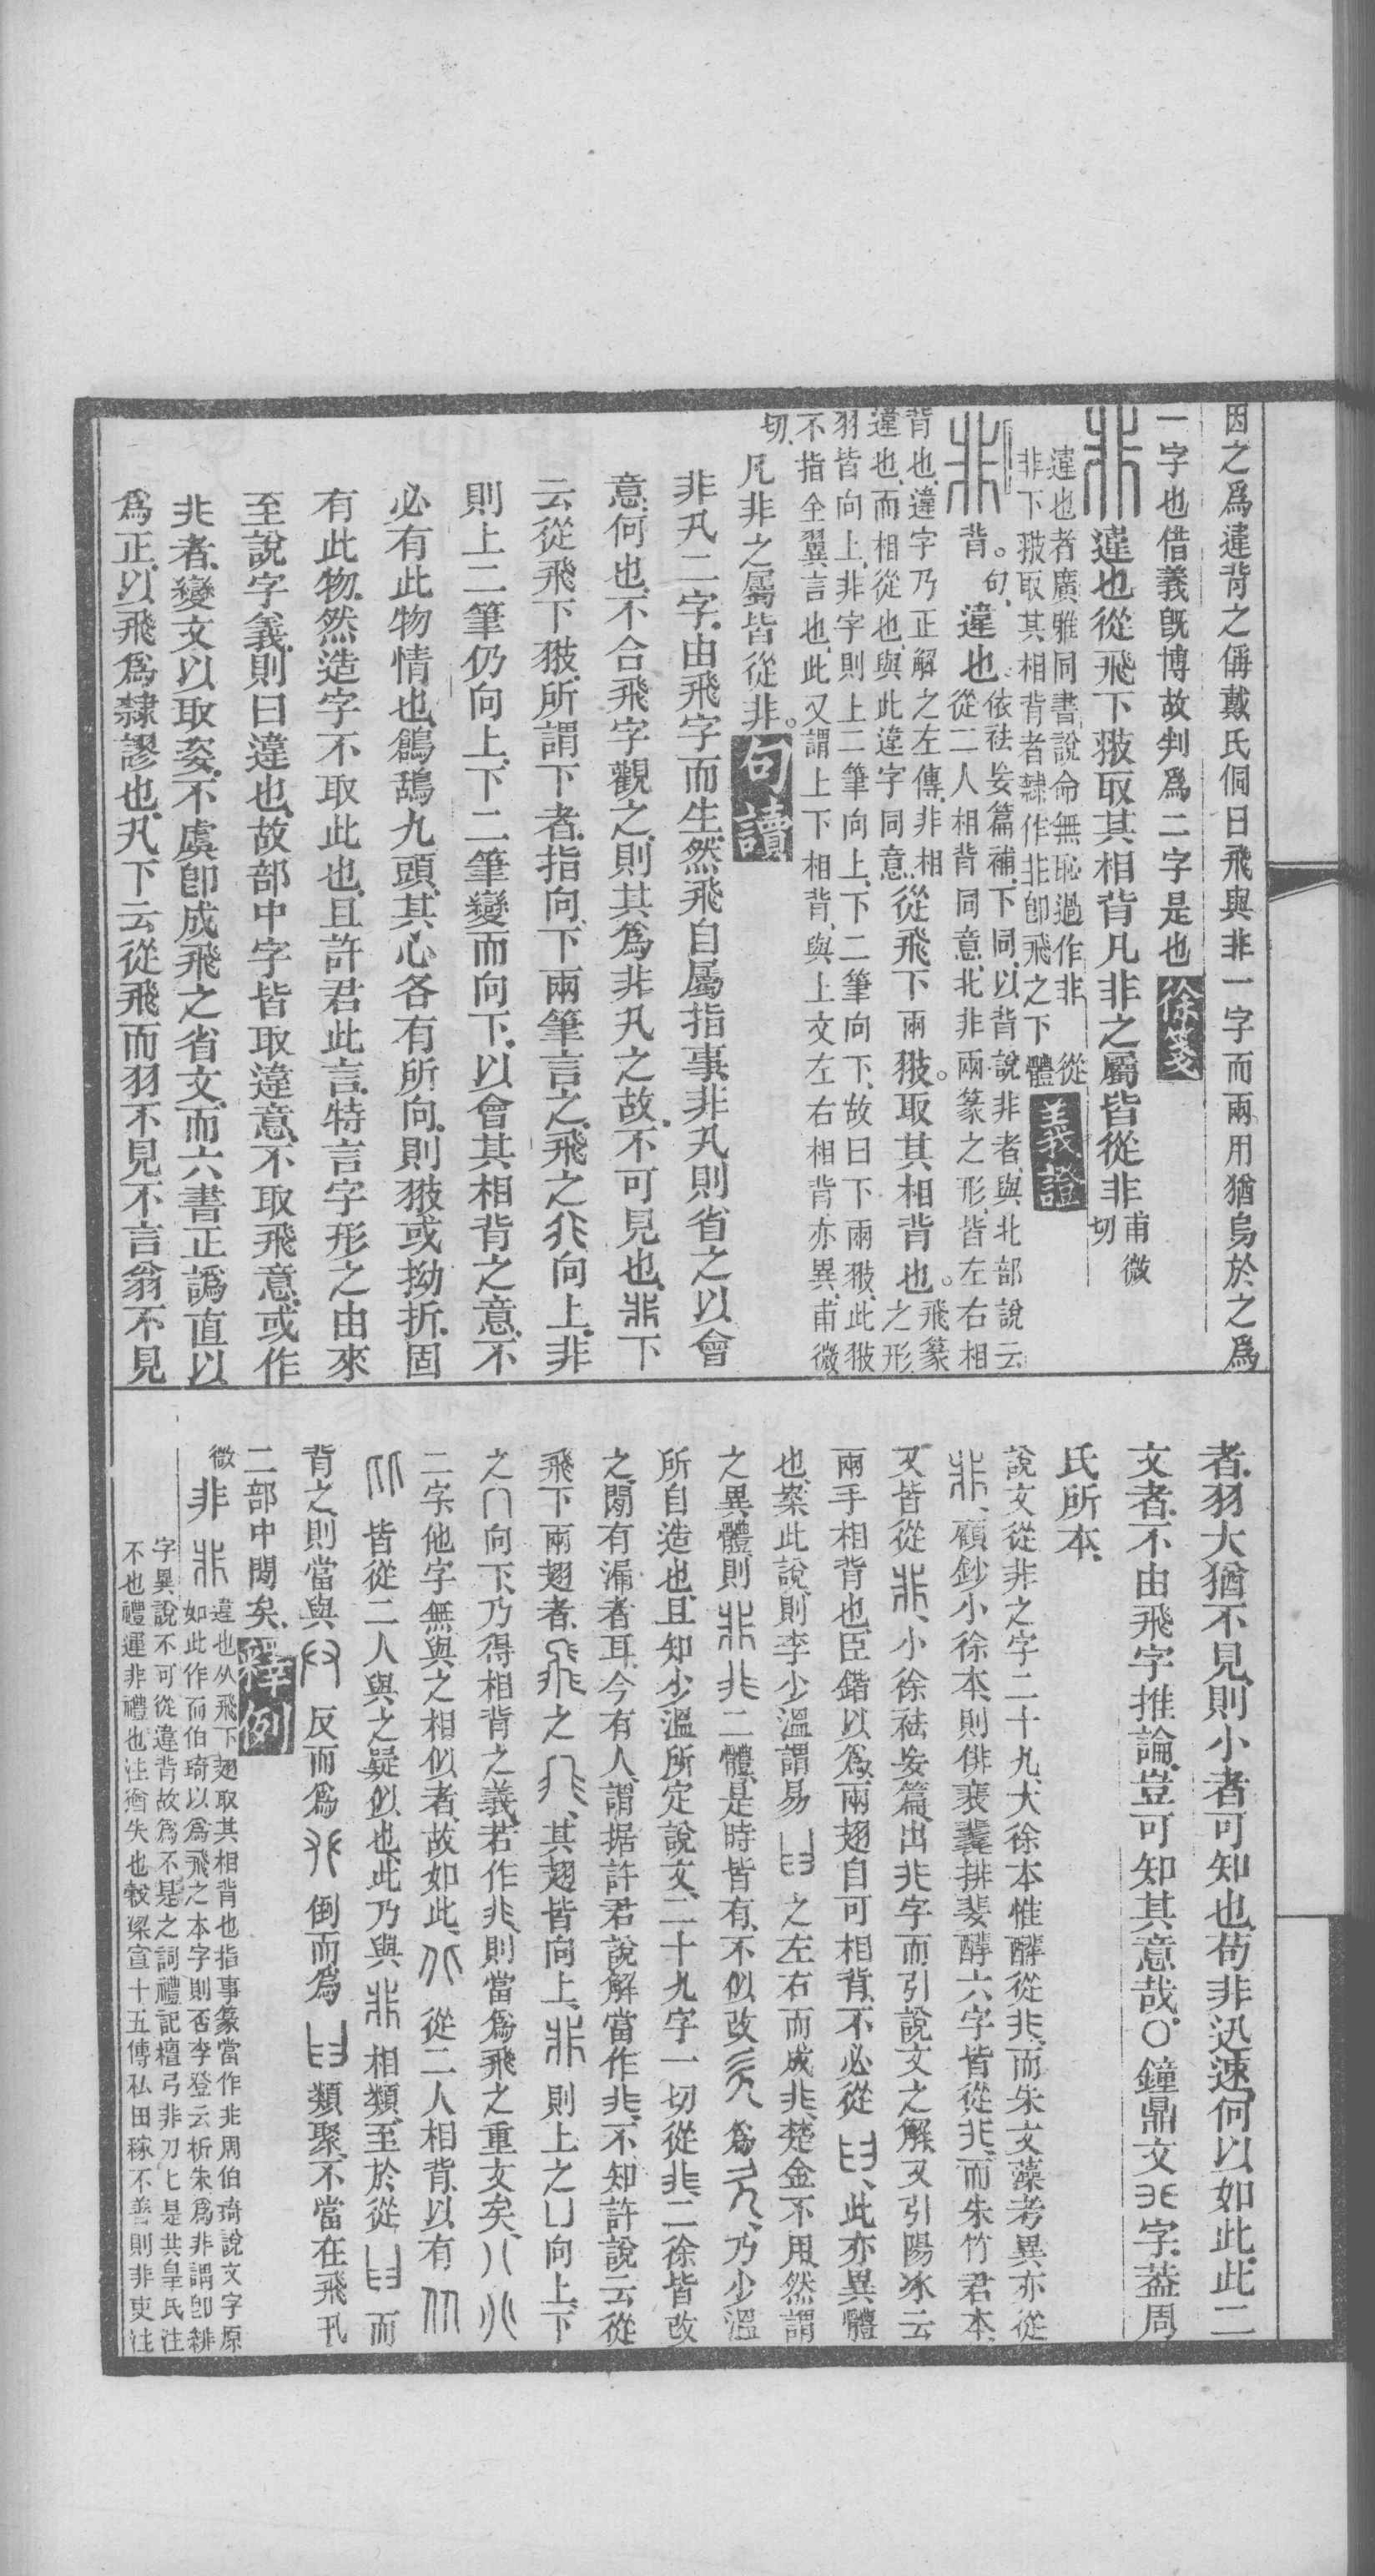 因之爲違背之偁戴氏侗曰飛與非一字而兩用猶烏於之爲
一字也借義旣博故判爲二字是也徐箋
違也從飛下翄取其相背凡非之屬皆從非甫微
切
違也者廣雅同書說命無恥過作非 從
非下翄取其相背者隸作非卽飛之下 體義證
背。句。違也。依祛妄篇補下同以背說非者與北部說云
從二人相背同意北非兩篆之形皆左右相
背也違字乃正解之左傳非相
違也而相從也與此違字同意從飛下兩翄。取其相背也。飛篆
之形
羽皆向上非字則上二筆向上下二筆向下故曰下兩翄此翄
不指全翼言也此又謂上下相背與上文左右相背亦異甫微
切凡非之屬皆從非。句讀
非卂二字由飛字而生然飛自屬指事非卂則省之以會
意何也不合飛字觀之則其爲非卂之故不可見也非下
云從飛下翄所謂下者指向下兩筆言之飛之 向上非
則上二筆仍向上下二筆變而向下以會其相背之意不
必有此物情也鶬鴰九頭其心各有所向則翄或拗折固
有此物然造字不取此也且許君此言特言字形之由來
至說字義則曰違也故部中字皆取違意不取飛意或作
兆者變文以取姿不虞卽成飛之省文而六書正譌直以
爲正以飛爲隸謬也卂下云從飛而羽不見不言翁不見
者羽大猶不見則小者可知也苟非迅速何以如此此二
文者不由飛字推論豈可知其意哉〇鐘鼎文 字葢周
氏所本
說文從非之字二十九大徐本惟 從 而朱文藻考異亦從
非顧鈔小徐本則俳裴 排婓 六字皆從 而朱竹君本
又皆從非小徐祛妄篇出 字而引說文之解又引陽冰云
兩手相背也臣鍇以爲兩翅自可相背不必從 此亦異體
也案此說則李少溫謂易 之左右而成 楚金不用然謂
之異體則非 二體是時皆有不似改 爲 乃少溫
所自造也且知少溫所定說文二十九字一切從 二徐皆改
之閒有漏者耳今有人謂据許君說解當作 不知許說云從
飛下兩翅者飛之 其翅皆向上非則上之凵向上下
之冂向下乃得相背之義若作 則當爲飛之重文矣八
二字他字無與之相似者故如此 從二人相背以有
皆從二人與之疑似也此乃與非相類至於從 而
背之則當與 反而爲 倒而爲 類聚不當在飛卂
二部中閒矣釋例
微非 違也从飛下翅取其相背也指事篆當作 周伯琦說文字原
如此作而伯琦以爲飛之本字則否李登云析朱爲非謂卽緋
字異說不可從違背故爲不是之詞禮記檀弓非刀匕是共皇氏注
不也禮運非禮也注猶失也穀梁宣十五傳私田稼不善則非吏注